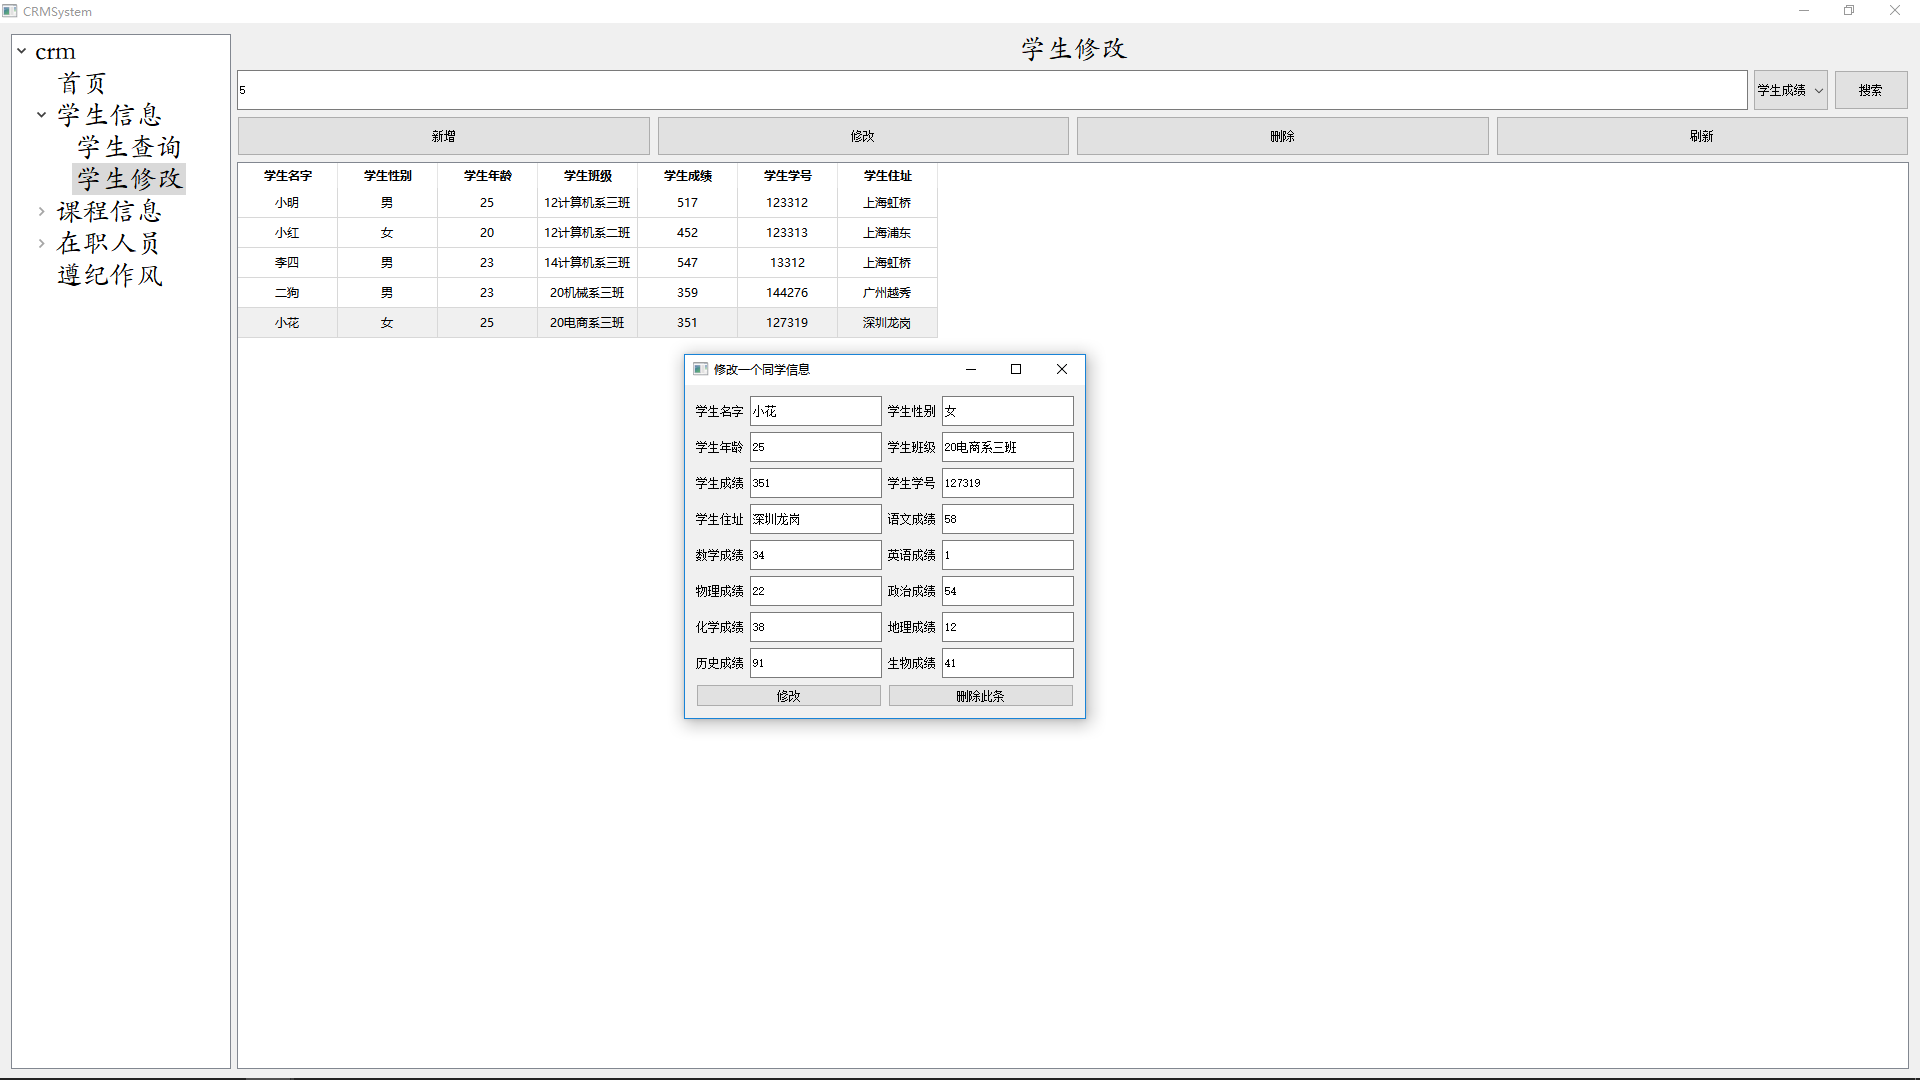 CRMSystem
crm
首页
学生信息
学生查询
学生修改
课程信息
在职人员
遵纪作风
学生修改
5 学生成绩 搜索
新增 修改 删除 刷新
学生名字 学生性别 学生年龄 学生班级 学生成绩 学生学号 学生住址
小明 男 25 12计算机系三班 517 123312 上海虹桥
小红 女 20 12计算机系二班 452 123313 上海浦东
李四 男 23 14计算机系三班 547 13312 上海虹桥
二狗 男 23 20机械系三班 359 144276 广州越秀
小花 女 25 20电商系三班 351 127319 深圳龙岗
修改一个同学信息
学生名字 小花 学生性别 女
学生年龄 25 学生班级 20电商系三班
学生成绩 351 学生学号 127319
学生住址 深圳龙岗 语文成绩 58
数学成绩 34 英语成绩 1
物理成绩 22 政治成绩 54
化学成绩 38 地理成绩 12
历史成绩 91 生物成绩 41
修改 删除此条